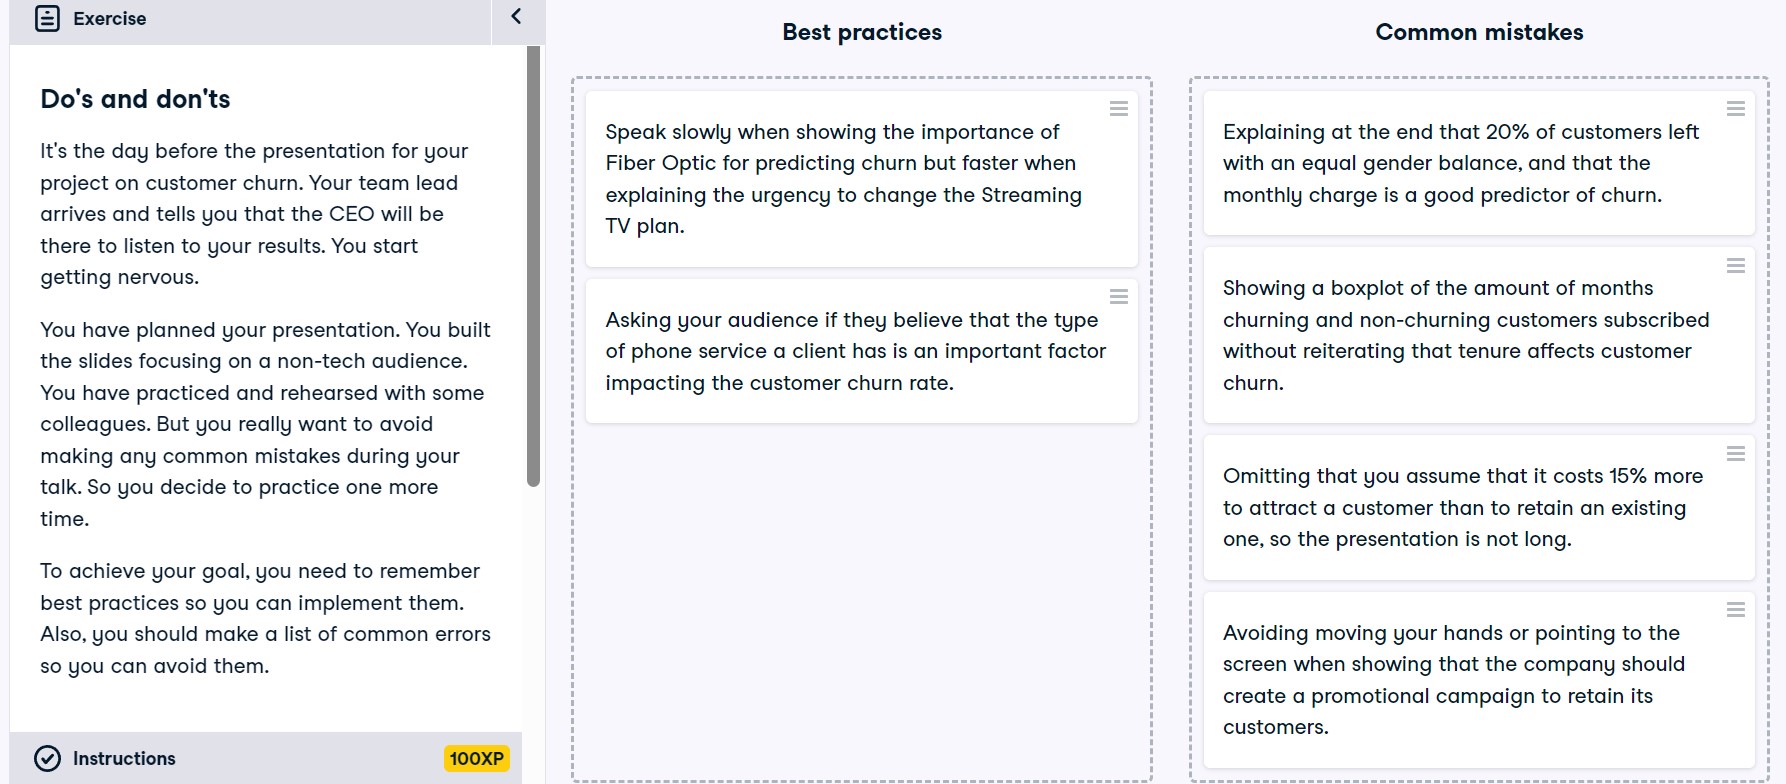 Exercise
Do's and don'ts
It's the day before the presentation for your
project on customer churn. Your team lead
arrives and tells you that the CEO will be
there to listen to your results. You start
getting nervous.
You have planned your presentation. You built
the slides focusing on a non-tech audience.
You have practiced and rehearsed with some
colleagues. But you really want to avoid
making any common mistakes during your
talk. So you decide to practice one more
time.
To achieve your goal, you need to remember
best practices so you can implement them.
Also, you should make a list of common errors
so you can avoid them.
Instructions
100XP
Best practices
Speak slowly when showing the importance of
Fiber Optic for predicting churn but faster when
explaining the urgency to change the Streaming
TV plan.
Asking your audience if they believe that the type
of phone service a client has is an important factor
impacting the customer churn rate.
Common mistakes
Explaining at the end that 20% of customers left
with an equal gender balance, and that the
monthly charge is a good predictor of churn.
Showing a boxplot of the amount of months
churning and non-churning customers subscribed
without reiterating that tenure affects customer
churn.
Omitting that you assume that it costs 15% more
to attract a customer than to retain an existing
one, so the presentation is not long.
Avoiding moving your hands or pointing to the
screen when showing that the company should
create a promotional campaign to retain its
customers.